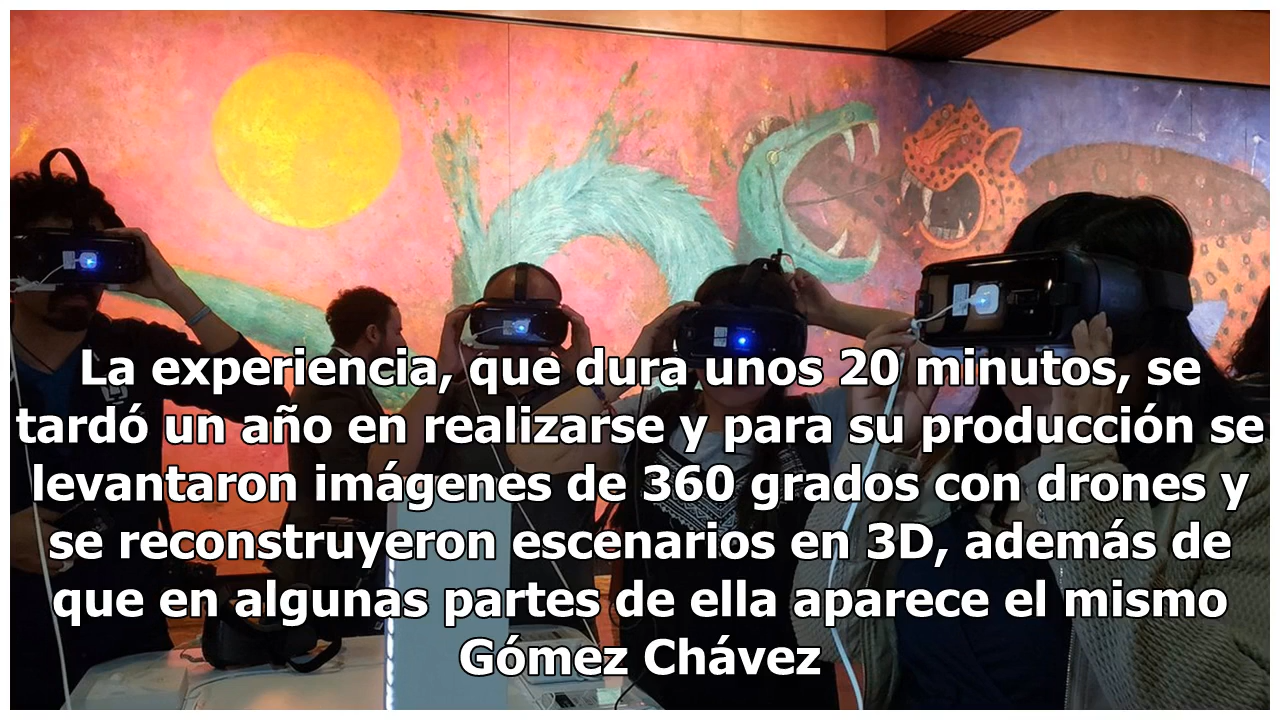 La experiencia, que dura unos 20 minutos, se
tardó un año en realizarse y para su producción se
levantaron imágenes de 360 grados con drones y
se reconstruyeron escenarios en 3D, además de
que en algunas partes de ella aparece el mismo
Gómez Chávez